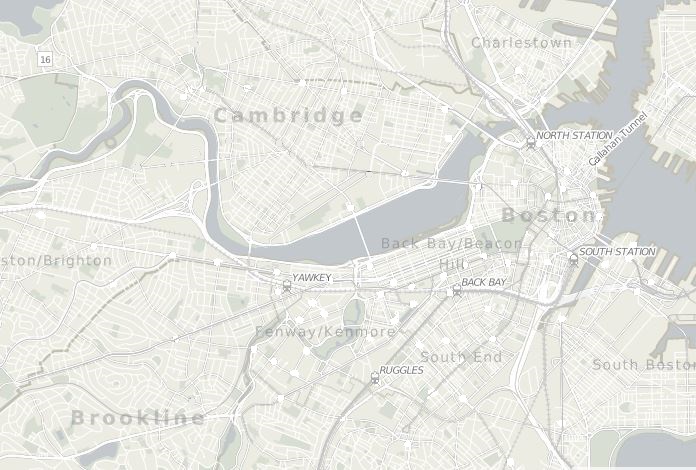 Charlestown
16
Cambridge
NORTH STATION
Callahan Tunnel
Boston
Back Bay/Beacon
Hill
SOUTH STATION
ston/Brighton
YAWKEY
BACK BAY
Fenway/Kenmore
South End
South Boston
RUGGLES
Brookline